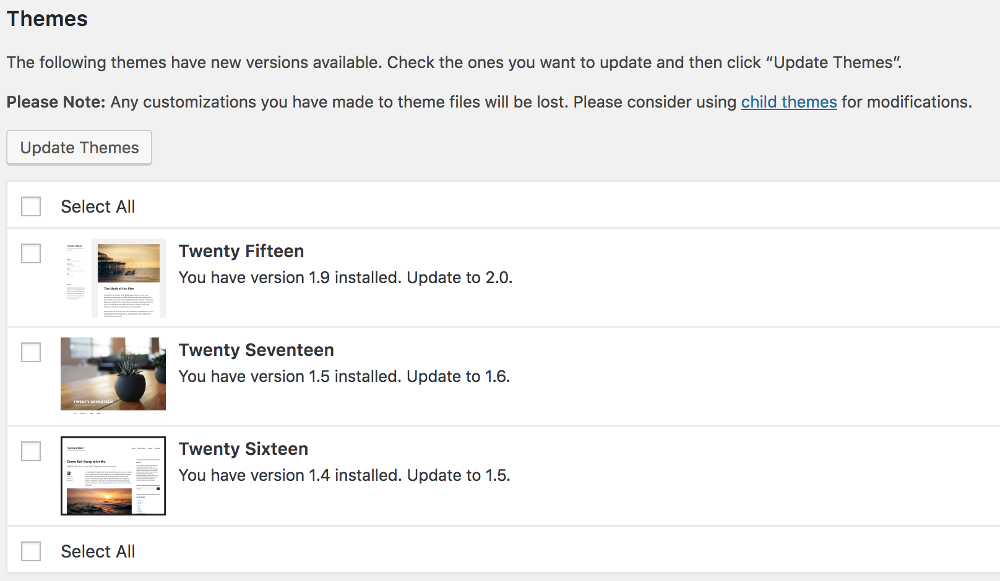 Themes
The following themes have new versions available. Check the ones you want to update and then click “Update Themes”.
Please Note: Any customizations you have made to theme files will be lost. Please consider using child themes for modifications.
Update Themes
Select All
Twenty Fifteen
The Myth of the Pier
Twenty Fifteen
You have version 1.9 installed. Update to 2.0.
TWENTY SEVENTEEN
Twenty Seventeen
You have version 1.5 installed. Update to 1.6.
Twenty Sixteen
Come Sail Away with Me
Twenty Sixteen
You have version 1.4 installed. Update to 1.5.
Select All